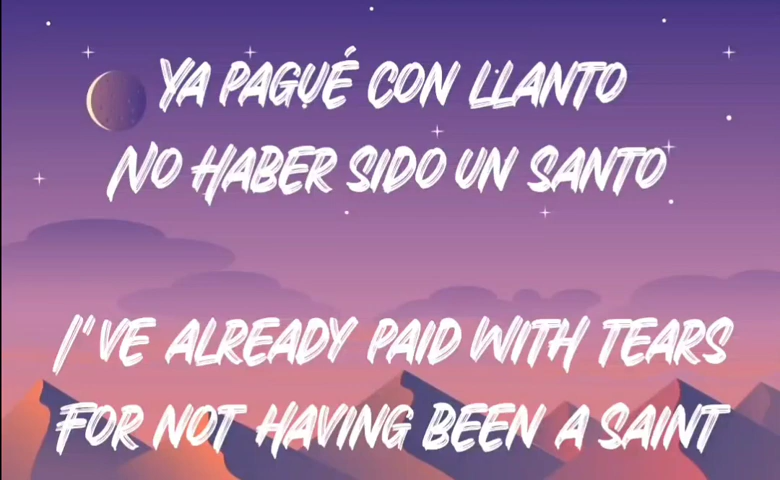 YA PAGUÉ CON LLANTO
NO HABER SIDO UN SANTO
I'VE ALREADY PAID WITH TEARS
FOR NOT HAVING BEEN A SAINT